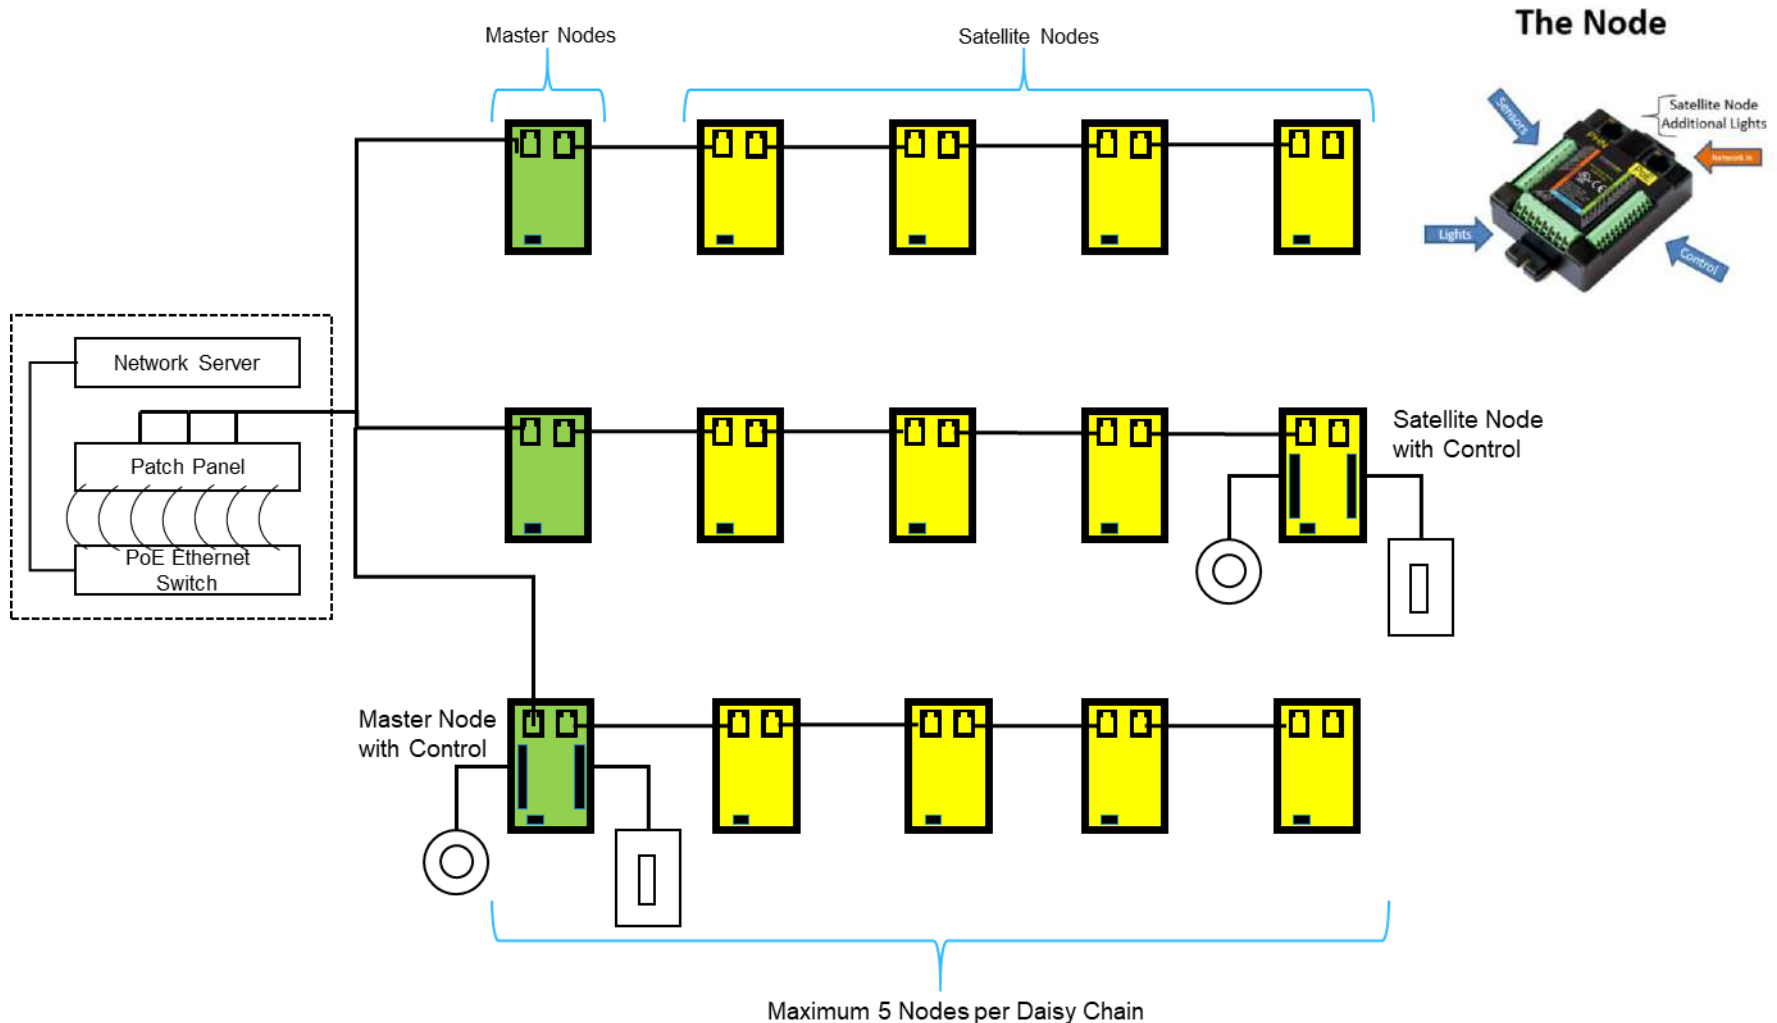 The Node
Master Nodes
Satellite Nodes
Sensors
Satellite Node
Additional Lights
Network In
PoE
Lights
Control
Network Server
Patch Panel
PoE Ethernet
Switch
Satellite Node
with Control
Master Node
with Control
Maximum 5 Nodes per Daisy Chain